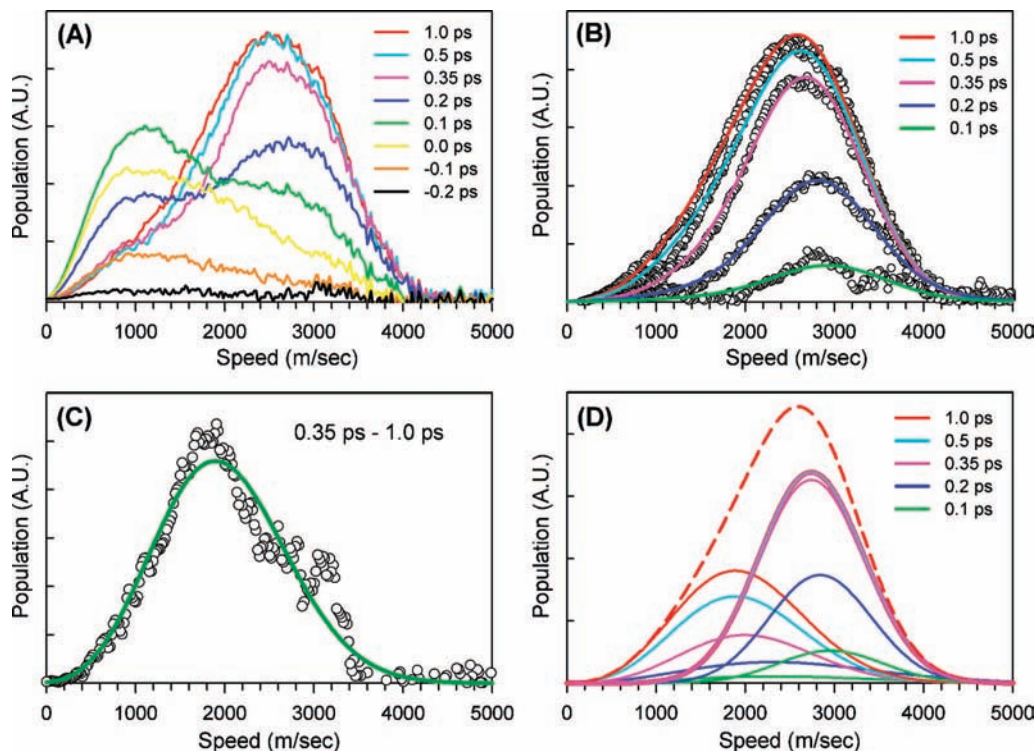 (A)
1.0 ps
0.5 ps
0.35 ps
0.2 ps
0.1 ps
0.0 ps
-0.1 ps
-0.2 ps
Population (A.U.)
0 1000 2000 3000 4000 5000
Speed (m/sec)
(B)
1.0 ps
0.5 ps
0.35 ps
0.2 ps
0.1 ps
Population (A.U.)
0 1000 2000 3000 4000 5000
Speed (m/sec)
(C)
0.35 ps - 1.0 ps
Population (A.U.)
0 1000 2000 3000 4000 5000
Speed (m/sec)
(D)
1.0 ps
0.5 ps
0.35 ps
0.2 ps
0.1 ps
Population (A.U.)
0 1000 2000 3000 4000 5000
Speed (m/sec)